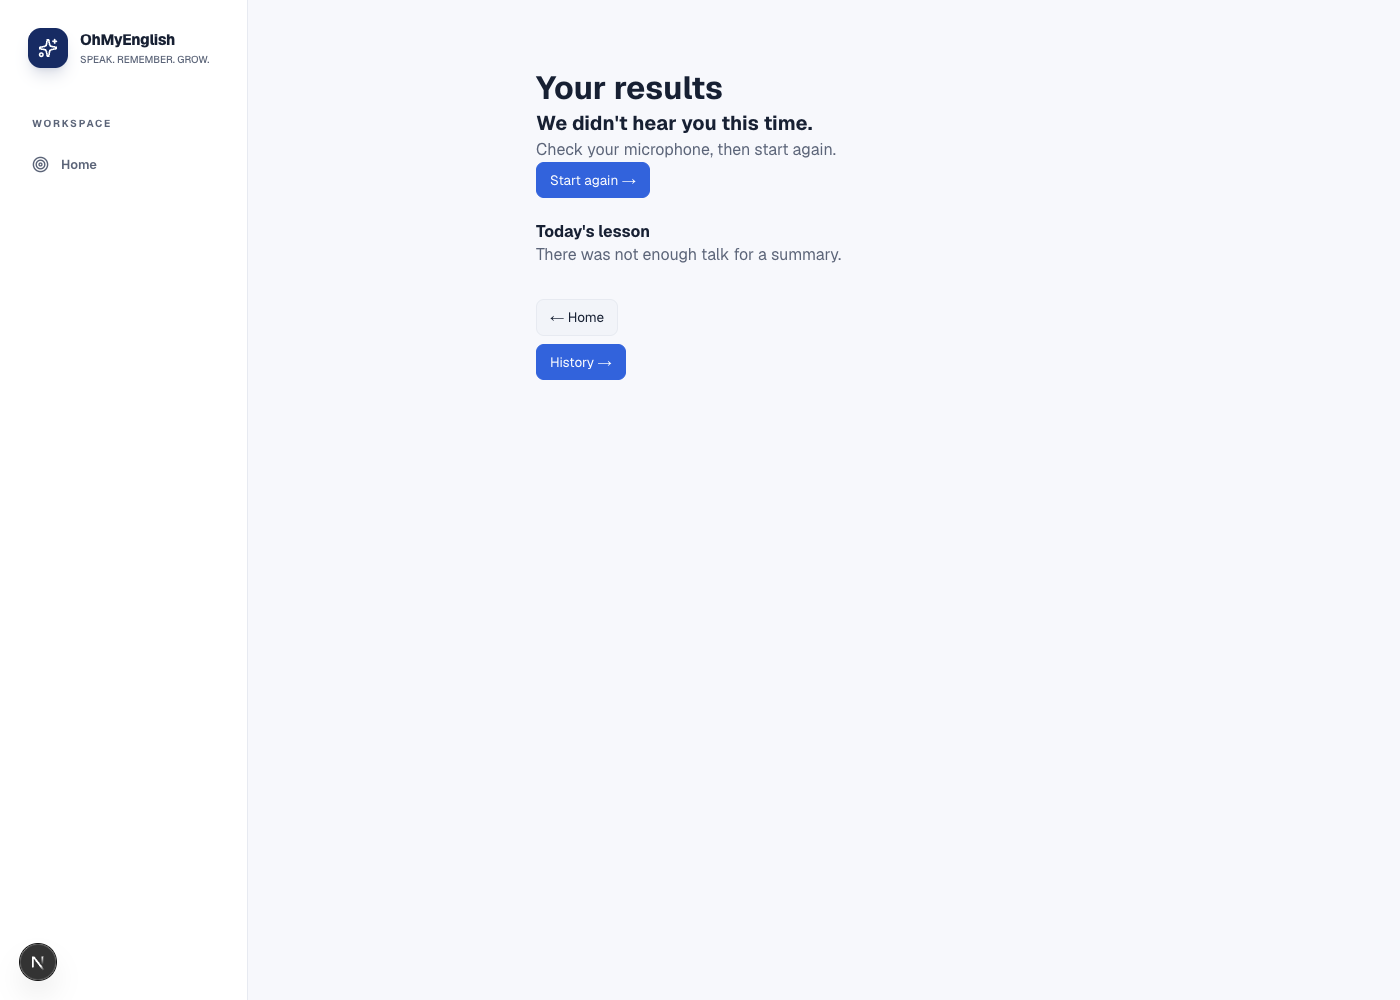 OhMyEnglish
SPEAK. REMEMBER. GROW.
WORKSPACE
Home
Your results
We didn't hear you this time.
Check your microphone, then start again.
Start again →
Today's lesson
There was not enough talk for a summary.
← Home
History →
N